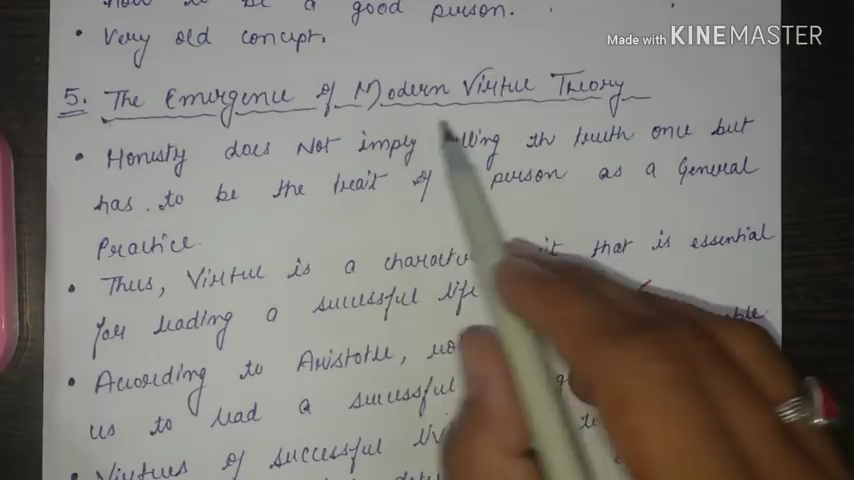 how to be a good person.
• Very old concept.
Made with KINEMASTER
5. The Emergence of Modern Virtue Theory
• Honesty does Not imply telling th truth once but
has to be the trait of person as a General
Practice.
• Thus, Virtue is a character that is essential
for leading a successful life
• According to Aristotle,
us to lead a successful
• Virtues of successful